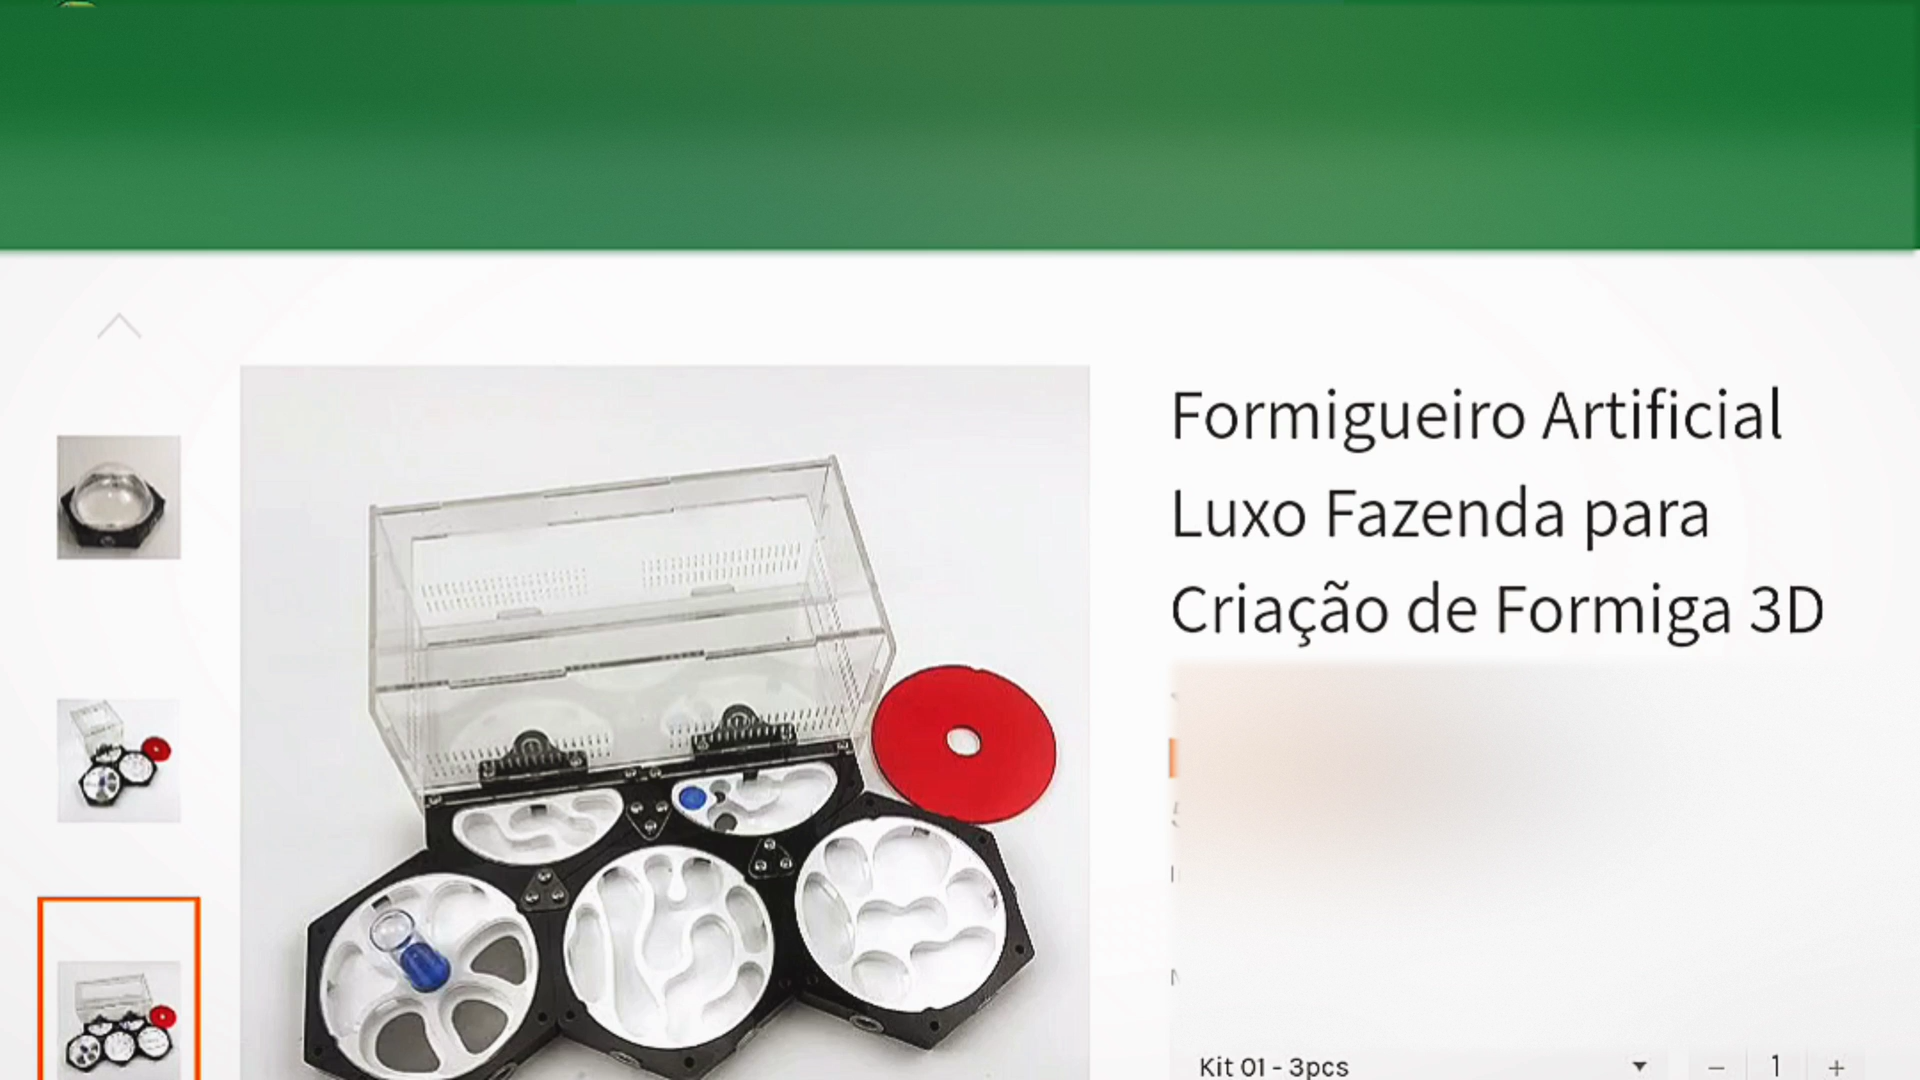 Formigueiro Artificial
Luxo Fazenda para
Criação de Formiga 3D
Kit 01 - 3pcs
1